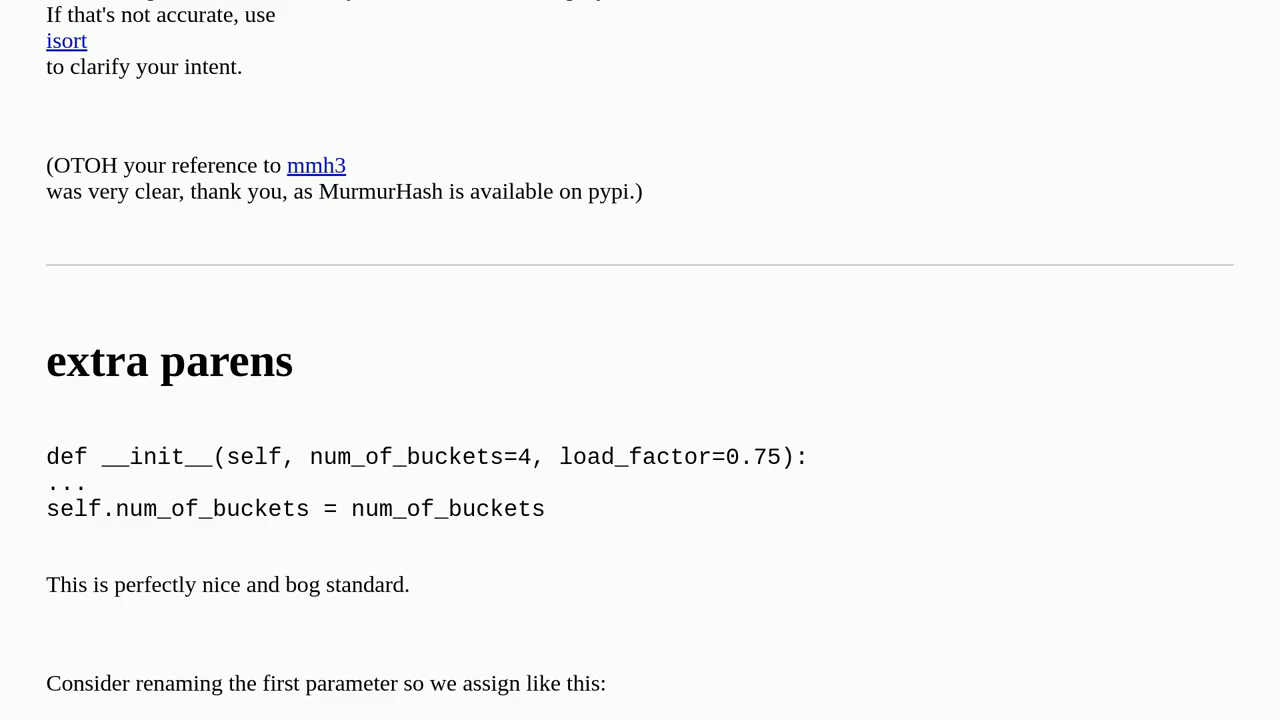 If that's not accurate, use
isort
to clarify your intent.
(OTOH your reference to mmh3
was very clear, thank you, as MurmurHash is available on pypi.)
extra parens
def __init__(self, num_of_buckets=4, load_factor=0.75):
...
self.num_of_buckets = num_of_buckets
This is perfectly nice and bog standard.
Consider renaming the first parameter so we assign like this: